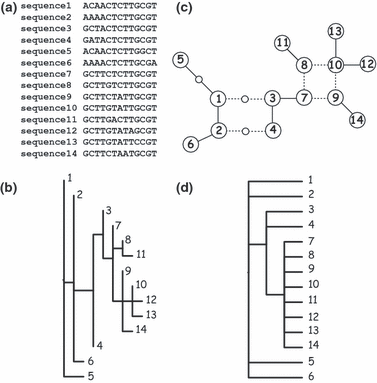 (a)
sequence1 ACAACTCTTGCGT
sequence2 AAAACTCTTGCGT
sequence3 GCTACTCTTGCGT
sequence4 GATACTCTTGCGT
sequence5 ACAACTCTTGCGA
sequence6 AAAACTCTTGCGA
sequence7 GCTTCTCTTGCGT
sequence8 GCTTGTCTTGCGT
sequence9 GCTTCTATTGCGT
sequence10 GCTTGTATTGCGT
sequence11 GCTTGACTTGCGT
sequence12 GCTTGTATAGCGT
sequence13 GCTTGTATTCCGT
sequence14 GCTTCTAATGCGT
(c)
5
1
2
6
3
4
7
8
11
13
10
12
9
14
(b)
1
2
3
7
8
11
9
10
12
13
14
4
6
5
(d)
1
2
3
4
7
8
9
10
11
12
13
14
5
6